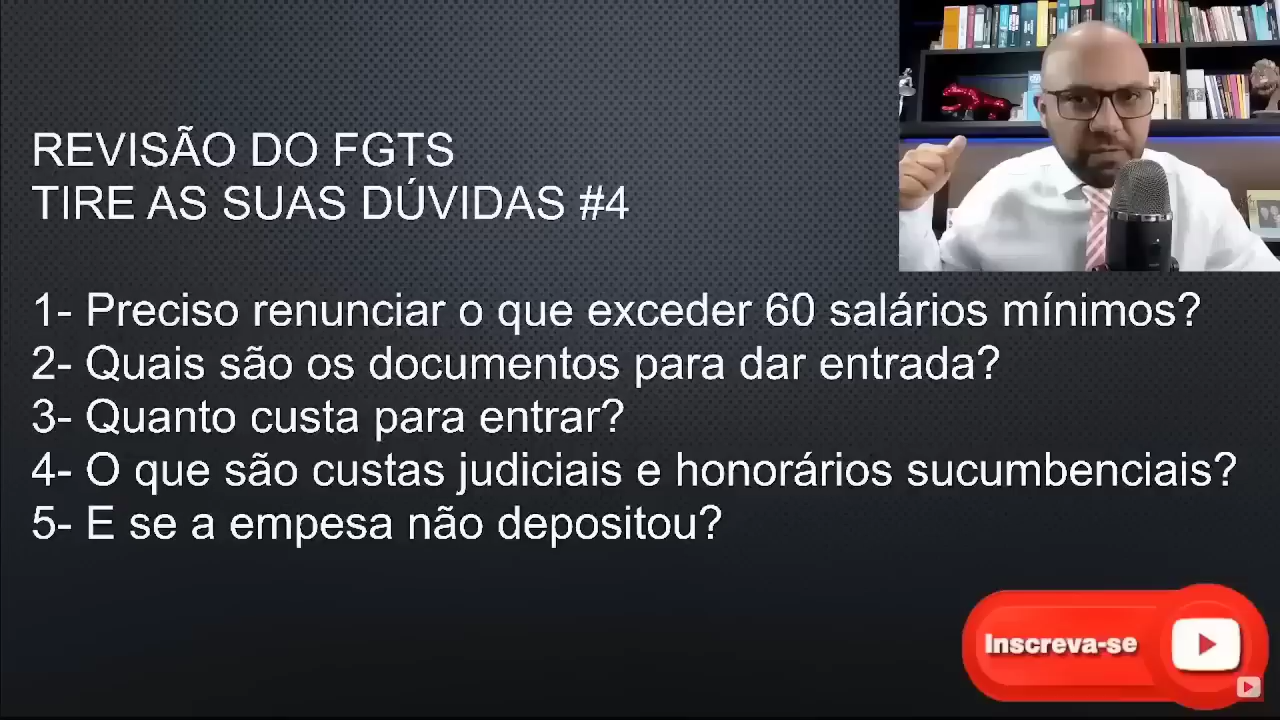 REVISÃO DO FGTS
TIRE AS SUAS DÚVIDAS #4
1- Preciso renunciar o que exceder 60 salários mínimos?
2- Quais são os documentos para dar entrada?
3- Quanto custa para entrar?
4- O que são custas judiciais e honorários sucumbenciais?
5- E se a empesa não depositou?
Inscreva-se